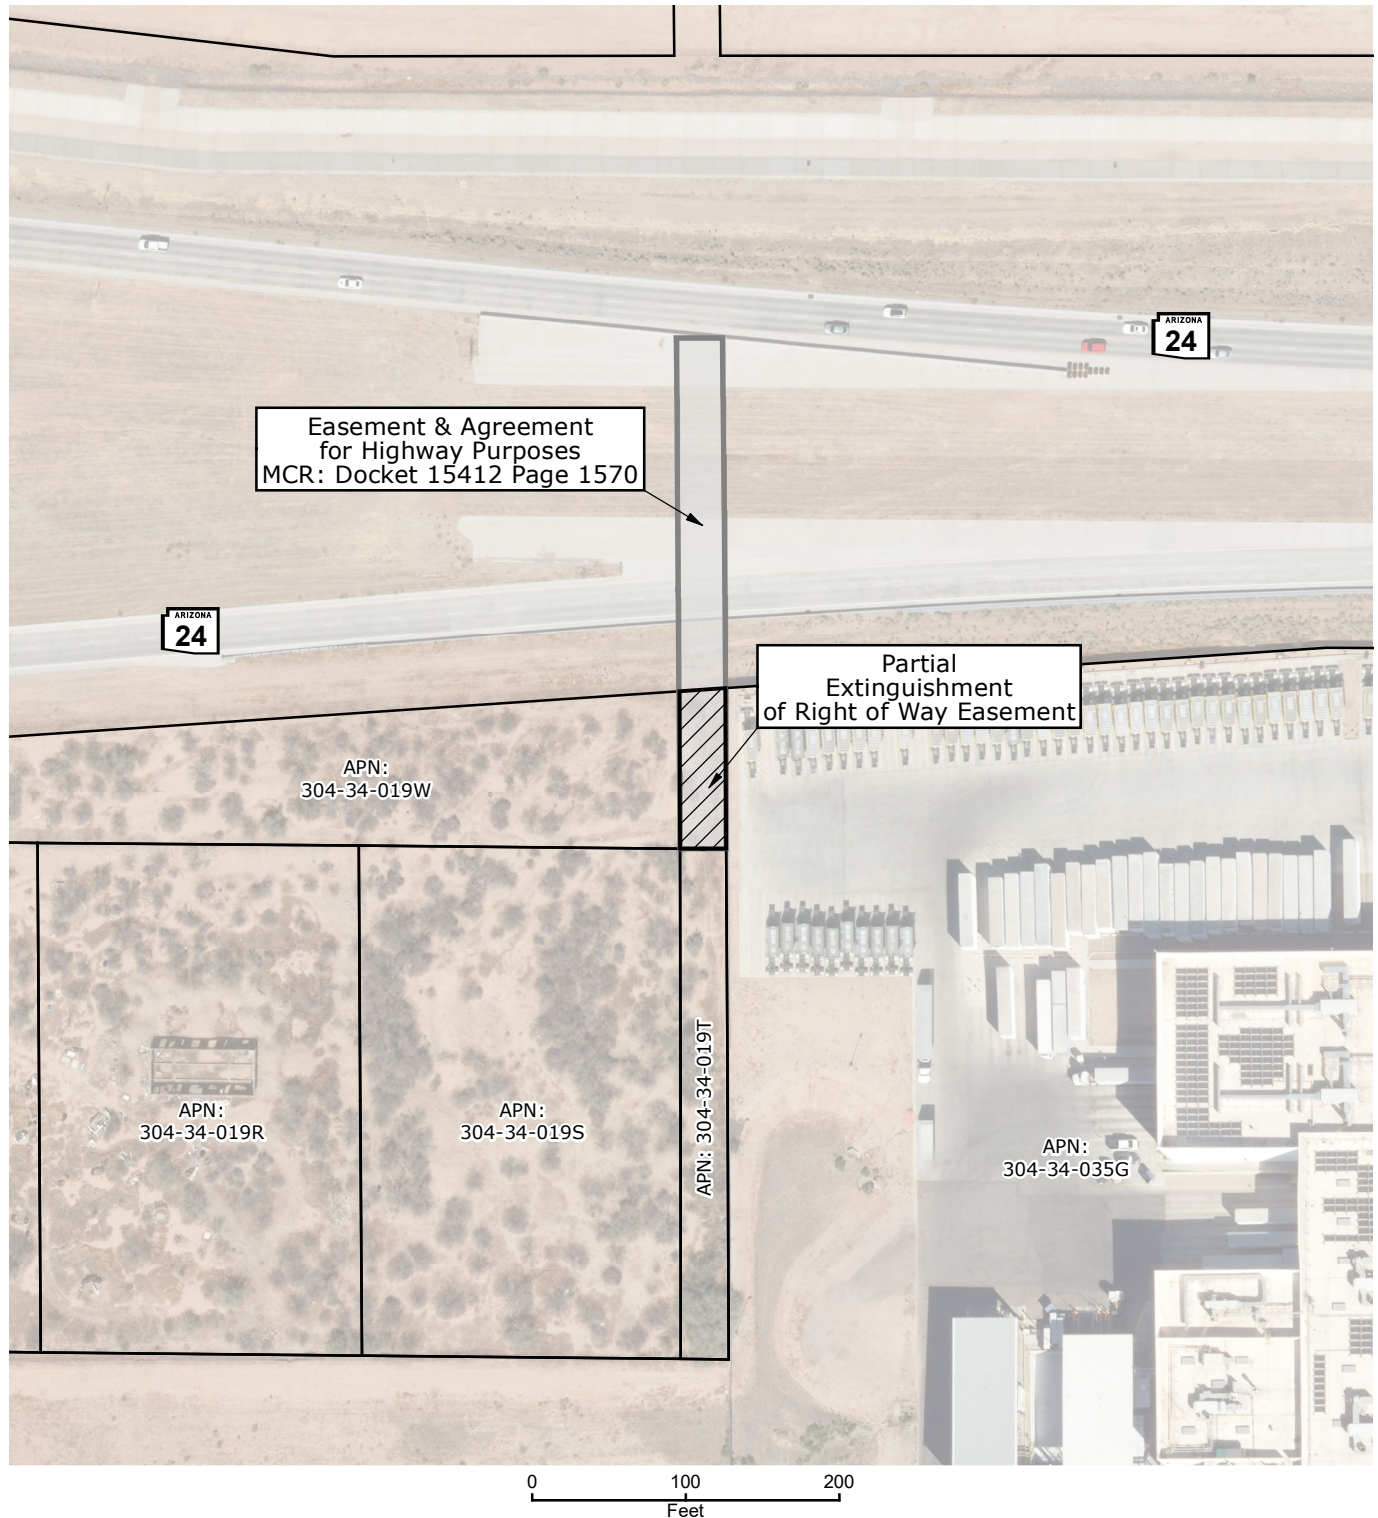 ARIZONA
24
Easement & Agreement
for Highway Purposes
MCR: Docket 15412 Page 1570
ARIZONA
24
Partial
Extinguishment
of Right of Way Easement
APN:
304-34-019W
APN: 304-34-019T
APN:
304-34-019R
APN:
304-34-019S
APN:
304-34-035G
0 100 200
Feet